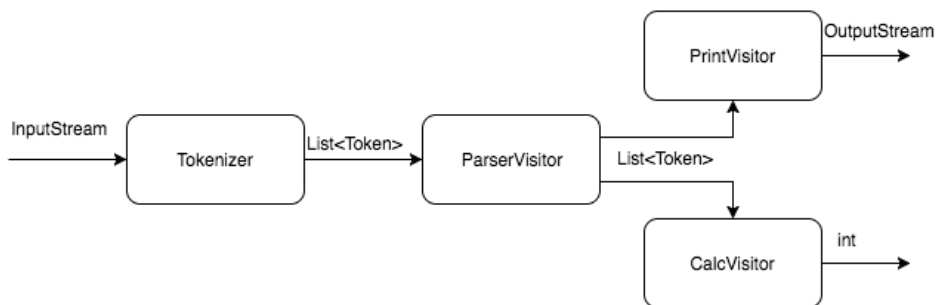 OutputStream
PrintVisitor
InputStream
Tokenizer
List<Token>
ParserVisitor
List<Token>
CalcVisitor
int